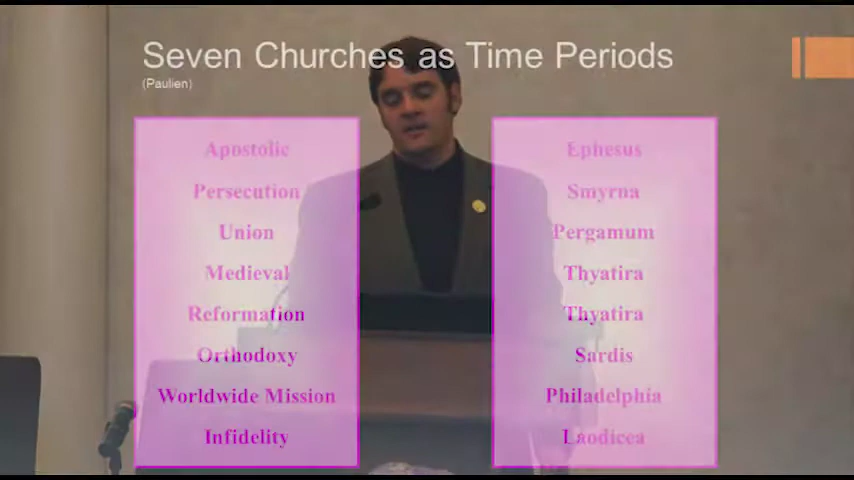 Seven Churches as Time Periods
(Paulien)
Apostolic
Persecution
Union
Medieval
Reformation
Orthodoxy
Worldwide Mission
Infidelity
Ephesus
Smyrna
Pergamum
Thyatira
Thyatira
Sardis
Philadelphia
Laodicea